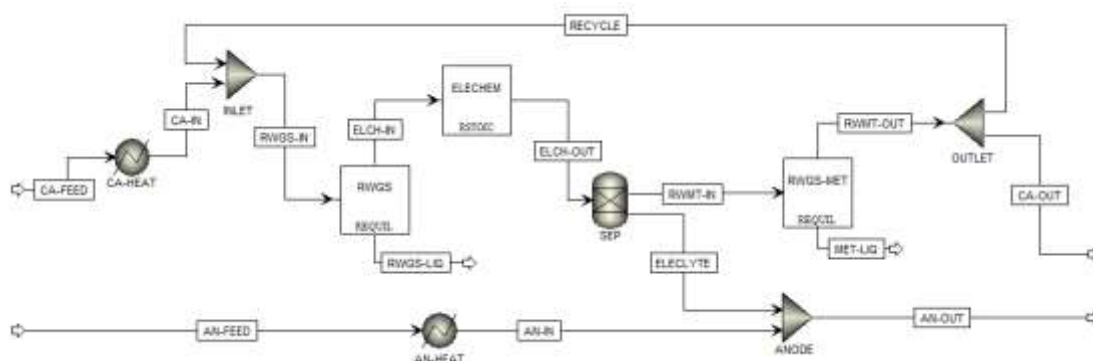 RECYCLE
INLET
CA-IN
CA-FEED
CA-HEAT
RWGS-IN
ELCH-IN
ELECHEM
RSTOIC
ELCH-OUT
RWGS
REQUIL
RWGS-LIQ
SEP
RWMT-IN
ELECLYTE
RWMT-OUT
RWGS-MET
REQUIL
MET-LIQ
OUTLET
CA-OUT
AN-FEED
AN-HEAT
AN-IN
ANODE
AN-OUT